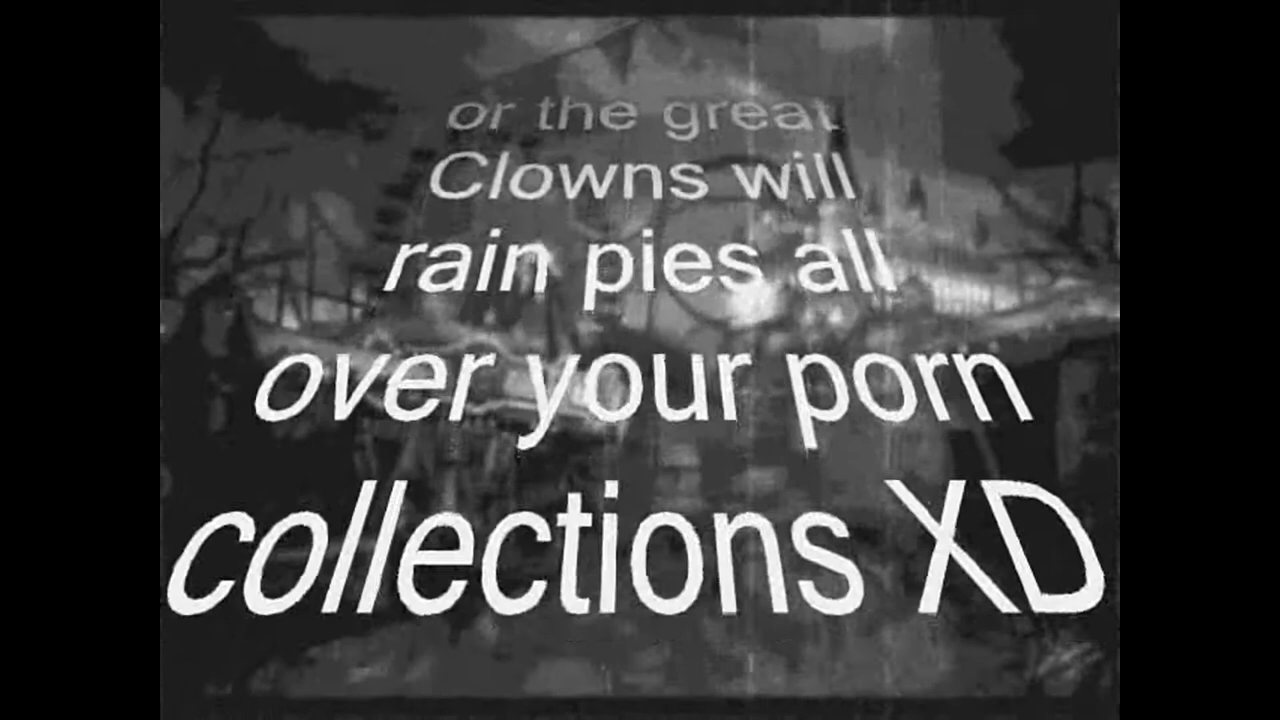 or the great
Clowns will
rain pies all
over your porn
collections XD